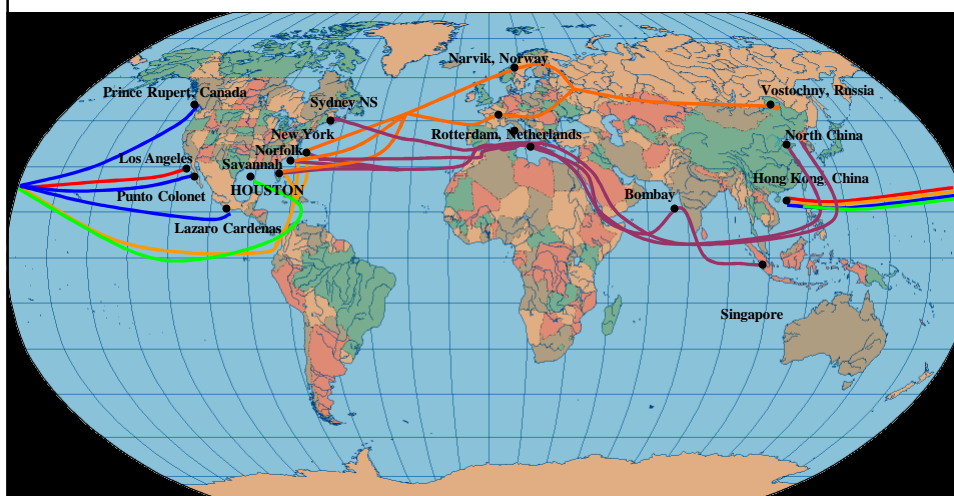 Narvik, Norway
Prince Rupert, Canada
Vostochny, Russia
Sydney NS
New York
Rotterdam, Netherlands
North China
Norfolk
Los Angeles
Savannah
Hong Kong, China
HOUSTON
Punto Colonet
Bombay
Lazaro Cardenas
Singapore